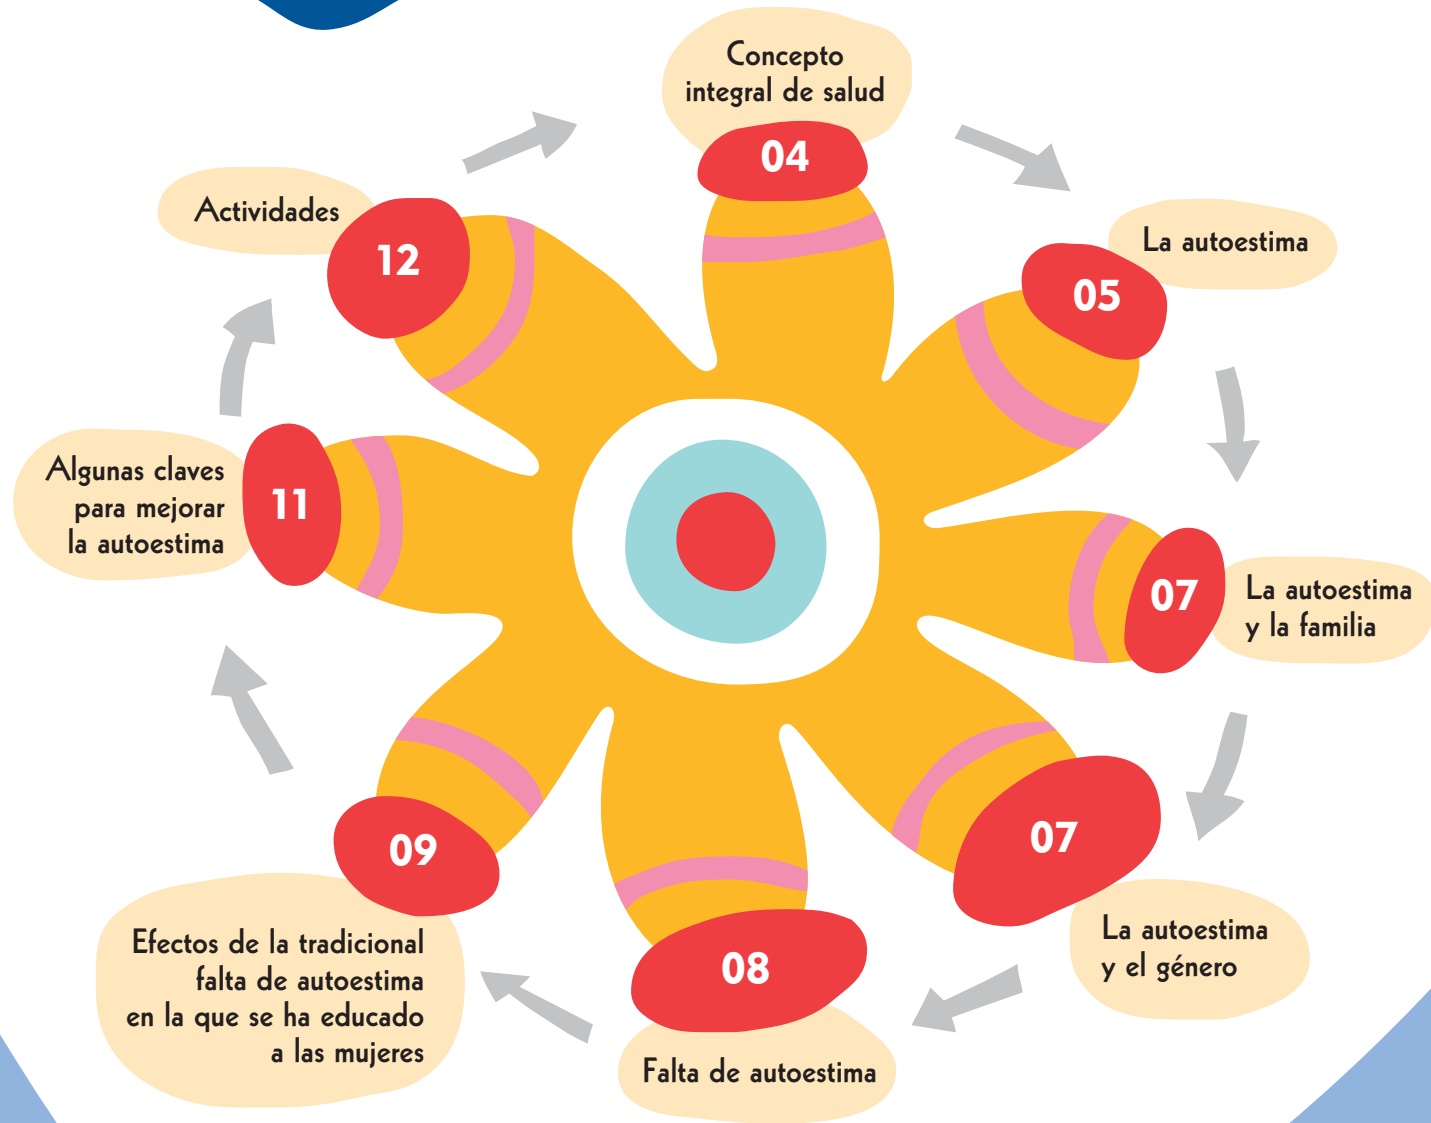 Concepto
integral de salud
04
La autoestima
05
07
La autoestima
y la familia
07
La autoestima
y el género
08
Falta de autoestima
09
Efectos de la tradicional
falta de autoestima
en la que se ha educado
a las mujeres
11
Algunas claves
para mejorar
la autoestima
Actividades
12